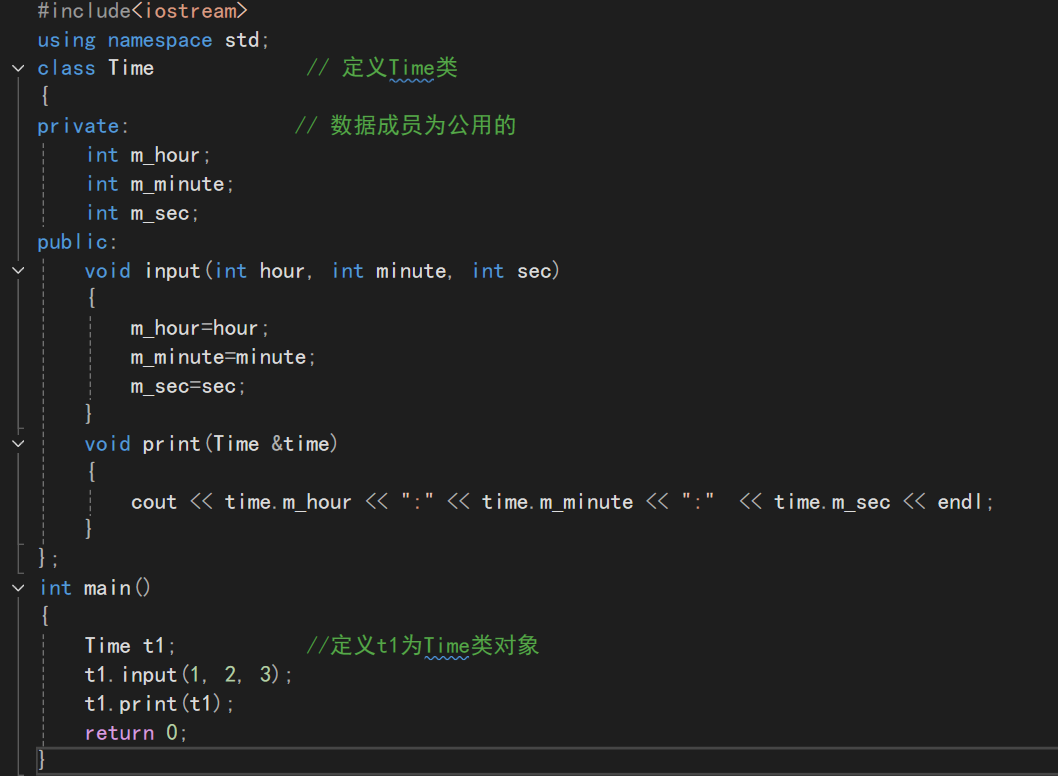 #include<iostream>
using namespace std;
class Time // 定义Time类
{
private: // 数据成员为公用的
int m_hour;
int m_minute;
int m_sec;
public:
void input(int hour, int minute, int sec)
{
m_hour=hour;
m_minute=minute;
m_sec=sec;
}
void print(Time &time)
{
cout << time.m_hour << ":" << time.m_minute << ":" << time.m_sec << endl;
}
};
int main()
{
Time t1; //定义t1为Time类对象
t1.input(1, 2, 3);
t1.print(t1);
return 0;
}